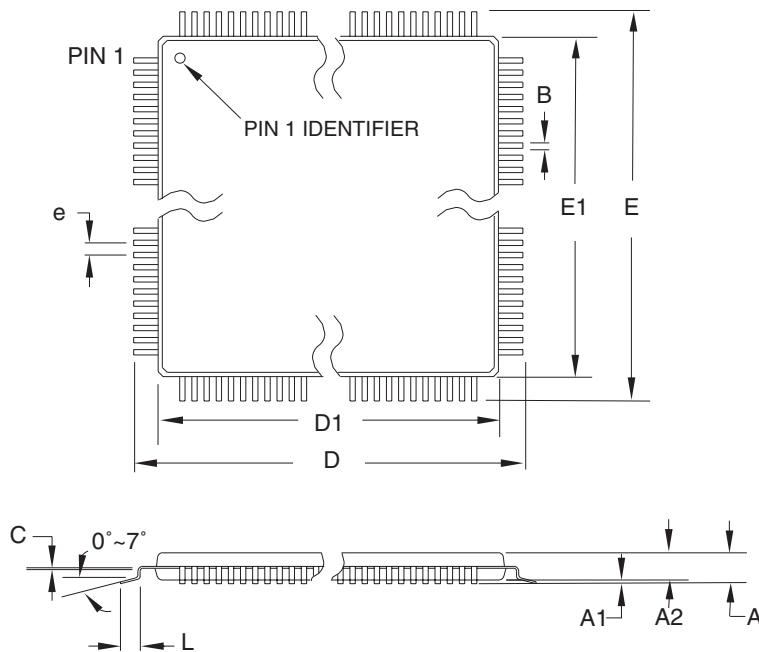 PIN 1
PIN 1 IDENTIFIER
B
e
E1
E
D1
D
C
0°~7°
L
A1
A2
A